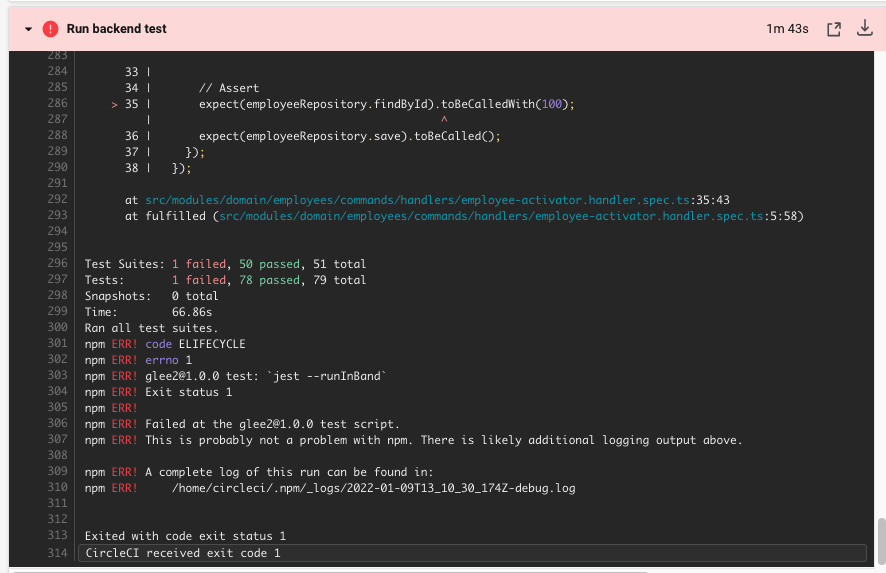 Run backend test
1m 43s
283
284 33 |
285 34 | // Assert
286 > 35 | expect(employeeRepository.findById).toBeCalledWith(100);
287 | ^
288 36 | expect(employeeRepository.save).toBeCalled();
289 37 | });
290 38 | });
291
292 at src/modules/domain/employees/commands/handlers/employee-activator.handler.spec.ts:35:43
293 at fulfilled (src/modules/domain/employees/commands/handlers/employee-activator.handler.spec.ts:5:58)
294
295
296 Test Suites: 1 failed, 50 passed, 51 total
297 Tests: 1 failed, 78 passed, 79 total
298 Snapshots: 0 total
299 Time: 66.86s
300 Ran all test suites.
301 npm ERR! code ELIFECYCLE
302 npm ERR! errno 1
303 npm ERR! glee2@1.0.0 test: `jest --runInBand`
304 npm ERR! Exit status 1
305 npm ERR!
306 npm ERR! Failed at the glee2@1.0.0 test script.
307 npm ERR! This is probably not a problem with npm. There is likely additional logging output above.
308
309 npm ERR! A complete log of this run can be found in:
310 npm ERR! /home/circleci/.npm/_logs/2022-01-09T13_10_30_174Z-debug.log
311
312
313 Exited with code exit status 1
314 CircleCI received exit code 1